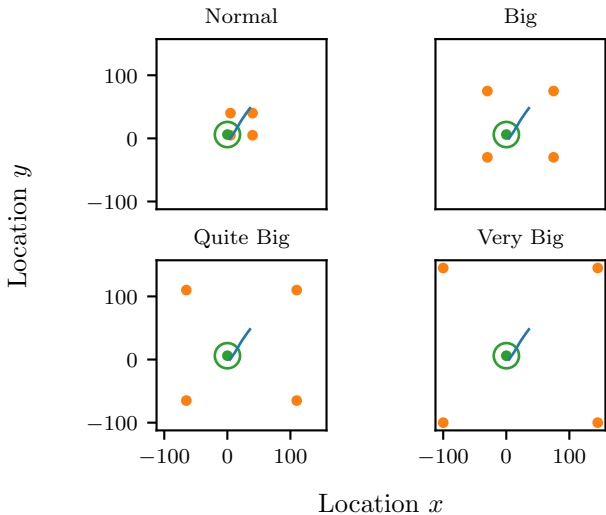 Normal
Big
100
0
−100
Quite Big
Very Big
100
0
−100
−100 0 100
−100 0 100
Location y
Location x